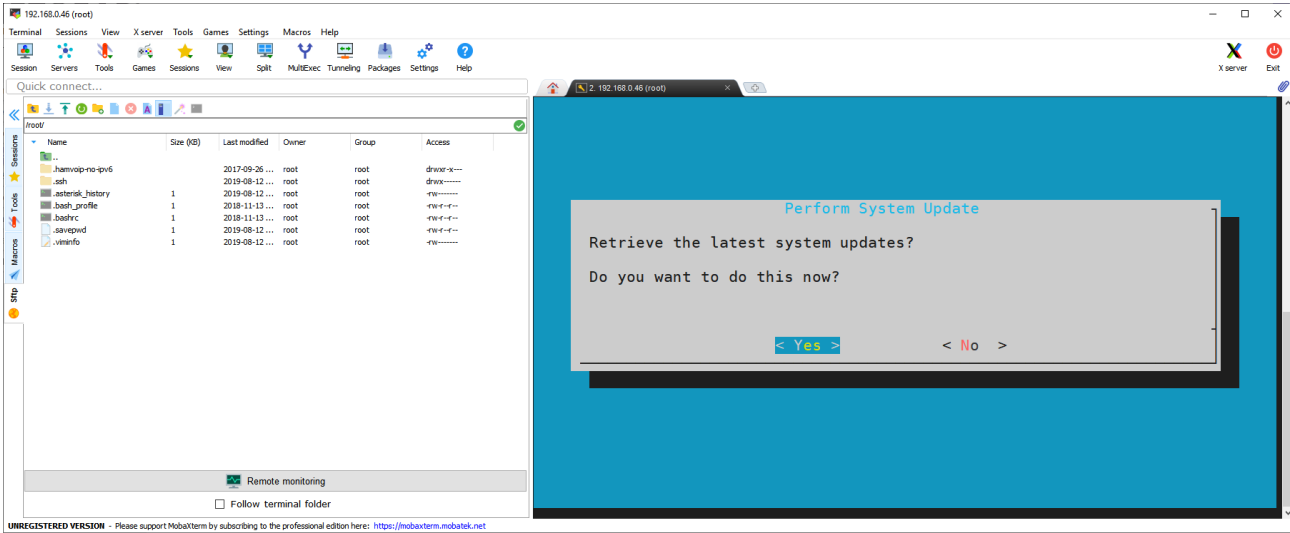 192.168.0.46 (root)
Terminal Sessions View X server Tools Games Settings Macros Help
Session Servers Tools Games Sessions View Split MultiExec Tunneling Packages Settings Help X server Exit
Quick connect...
2. 192.168.0.46 (root)
/root/
Name Size (KB) Last modified Owner Group Access
..
.hamvoip-no-ipv6 2017-09-26 ... root root drwxr-x---
.ssh 2019-08-12 ... root root drwx------
.asterisk_history 1 2019-08-12 ... root root -rw-------
.bash_profile 1 2018-11-13 ... root root -rw-r--r--
.bashrc 1 2018-11-13 ... root root -rw-r--r--
.savepwd 1 2019-08-12 ... root root -rw-r--r--
.viminfo 1 2019-08-12 ... root root -rw-------
Sessions
Tools
Macros
Sftp
Perform System Update
Retrieve the latest system updates?
Do you want to do this now?
< Yes > < No >
Remote monitoring
Follow terminal folder
UNREGISTERED VERSION - Please support MobaXterm by subscribing to the professional edition here: https://mobaxterm.mobatek.net